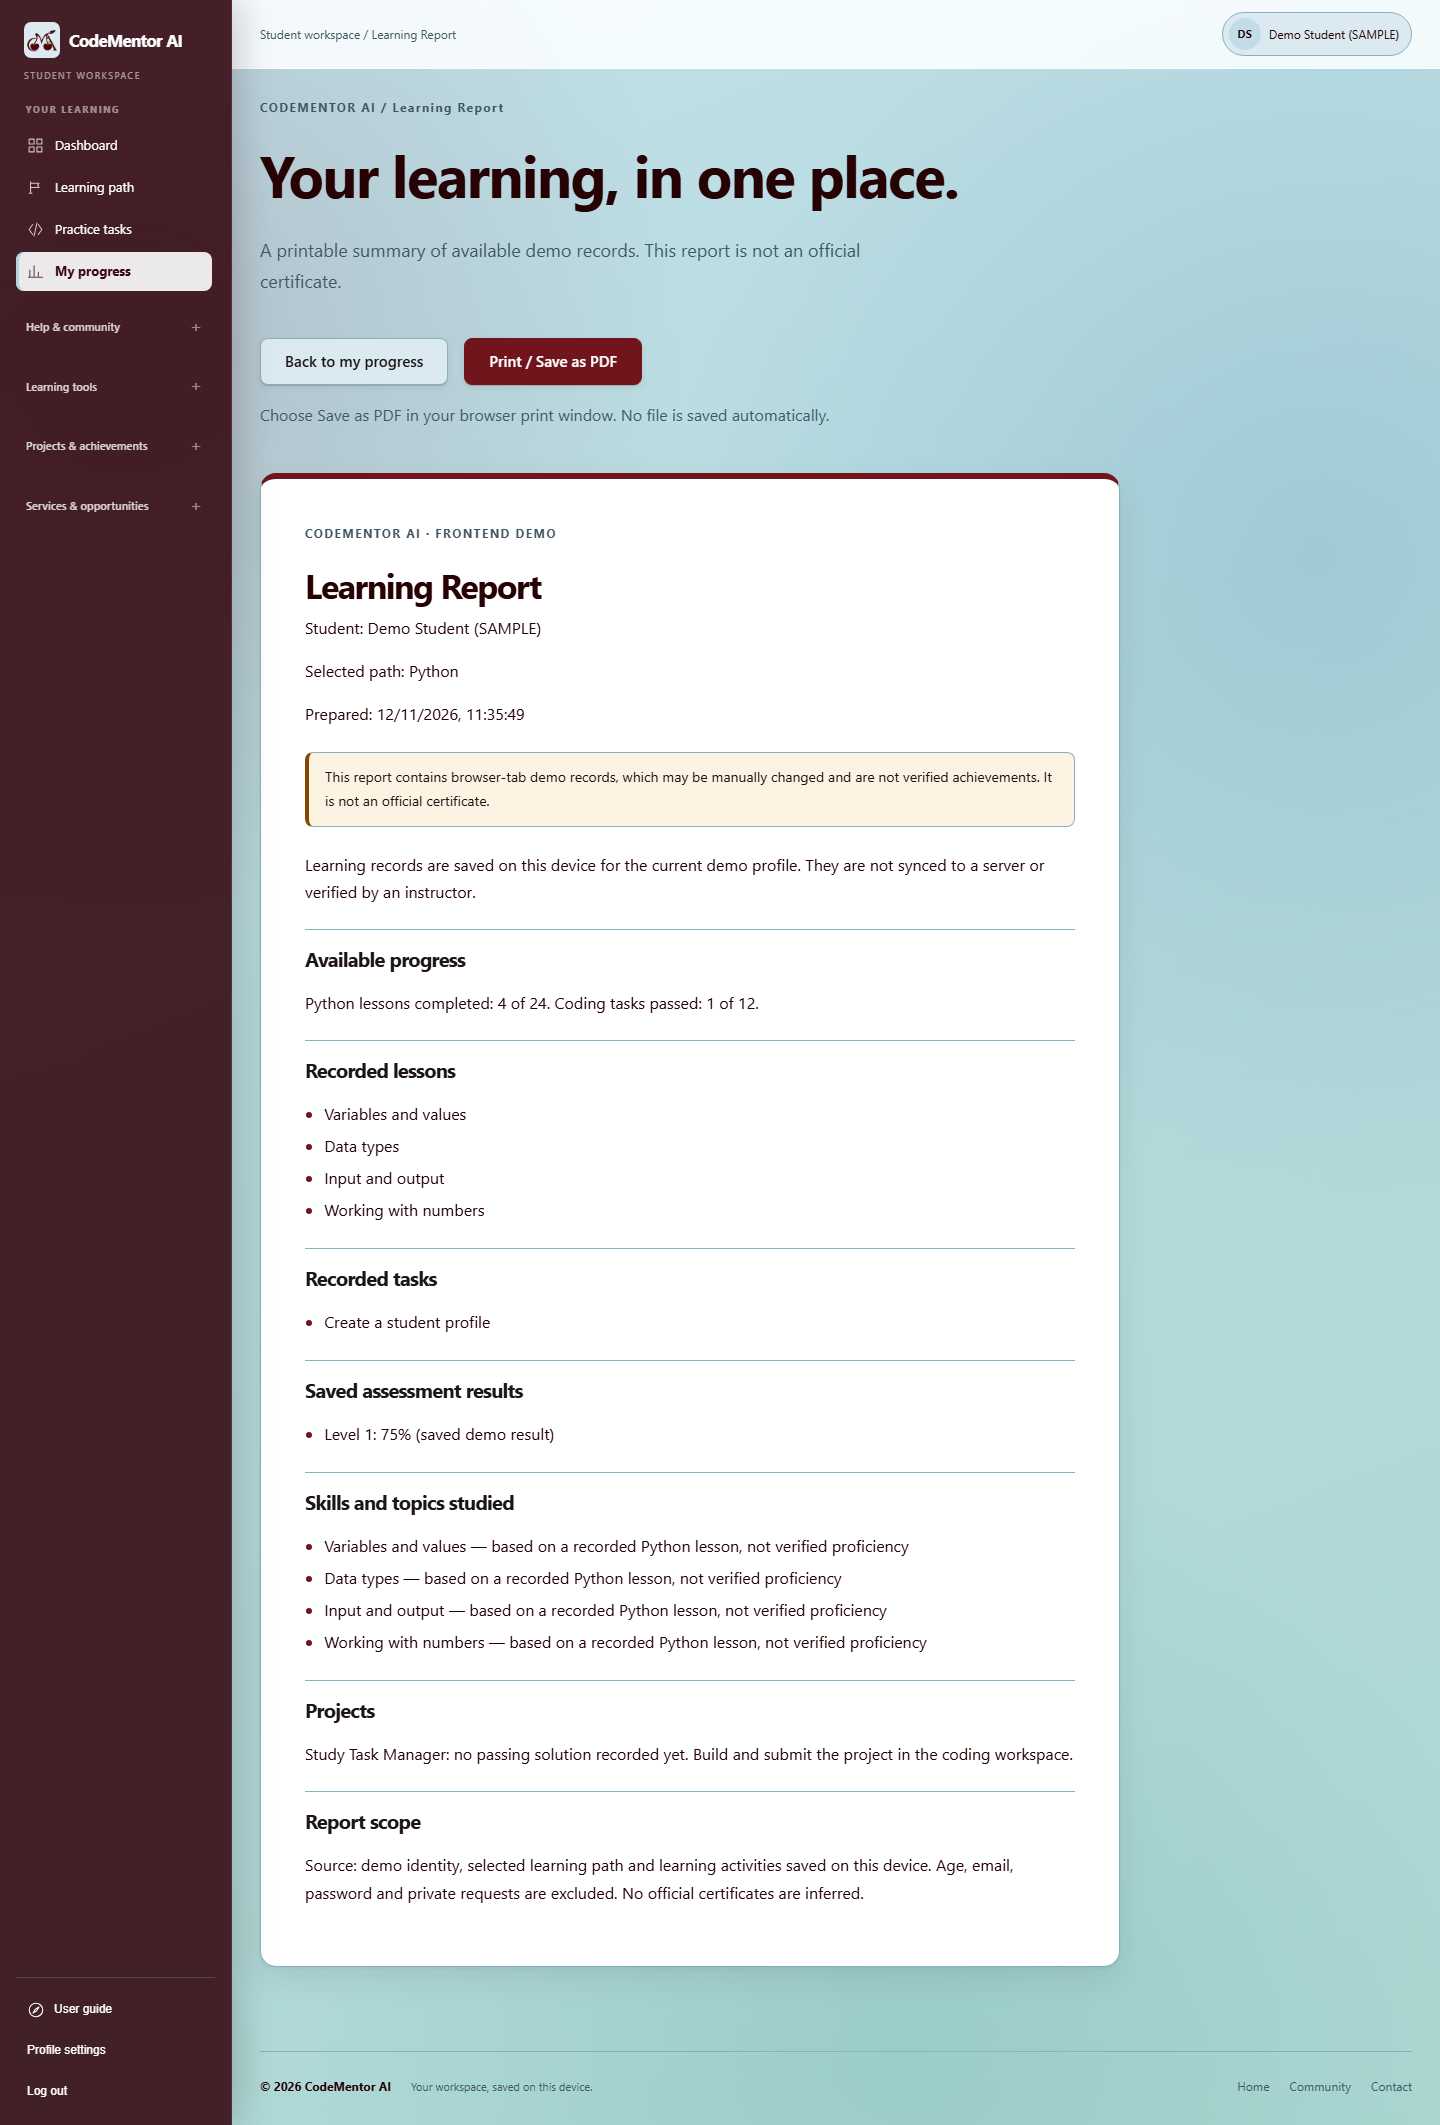 CodeMentor AI
STUDENT WORKSPACE
YOUR LEARNING
Dashboard
Learning path
Practice tasks
My progress
Help & community +
Learning tools +
Projects & achievements +
Services & opportunities +
User guide
Profile settings
Log out
Student workspace / Learning Report
DS Demo Student (SAMPLE)
CODEMENTOR AI / Learning Report
Your learning, in one place.
A printable summary of available demo records. This report is not an official
certificate.
Back to my progress
Print / Save as PDF
Choose Save as PDF in your browser print window. No file is saved automatically.
CODEMENTOR AI · FRONTEND DEMO
Learning Report
Student: Demo Student (SAMPLE)
Selected path: Python
Prepared: 12/11/2026, 11:35:49
This report contains browser-tab demo records, which may be manually changed and are not verified achievements. It
is not an official certificate.
Learning records are saved on this device for the current demo profile. They are not synced to a server or
verified by an instructor.
Available progress
Python lessons completed: 4 of 24. Coding tasks passed: 1 of 12.
Recorded lessons
• Variables and values
• Data types
• Input and output
• Working with numbers
Recorded tasks
• Create a student profile
Saved assessment results
• Level 1: 75% (saved demo result)
Skills and topics studied
• Variables and values — based on a recorded Python lesson, not verified proficiency
• Data types — based on a recorded Python lesson, not verified proficiency
• Input and output — based on a recorded Python lesson, not verified proficiency
• Working with numbers — based on a recorded Python lesson, not verified proficiency
Projects
Study Task Manager: no passing solution recorded yet. Build and submit the project in the coding workspace.
Report scope
Source: demo identity, selected learning path and learning activities saved on this device. Age, email,
password and private requests are excluded. No official certificates are inferred.
© 2026 CodeMentor AI
Your workspace, saved on this device.
Home
Community
Contact